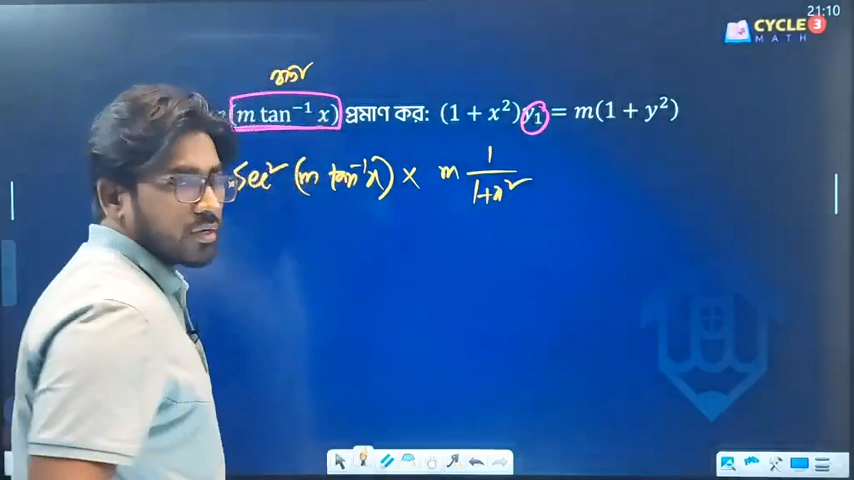 21:10
CYCLE 3
MATH
বার্তা
(m tan⁻¹ x) প্রমাণ কর: (1 + x²)y₁ = m(1 + y²)
sec² (m tan⁻¹x) × m 1/1+x²